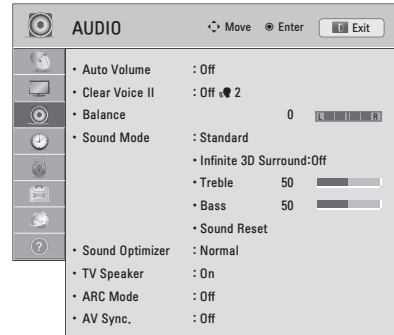 AUDIO Move Enter Exit
• Auto Volume : Off
• Clear Voice II : Off 2
• Balance 0 L R
• Sound Mode : Standard
• Infinite 3D Surround:Off
• Treble 50
• Bass 50
• Sound Reset
• Sound Optimizer : Normal
• TV Speaker : On
• ARC Mode : Off
• AV Sync. : Off